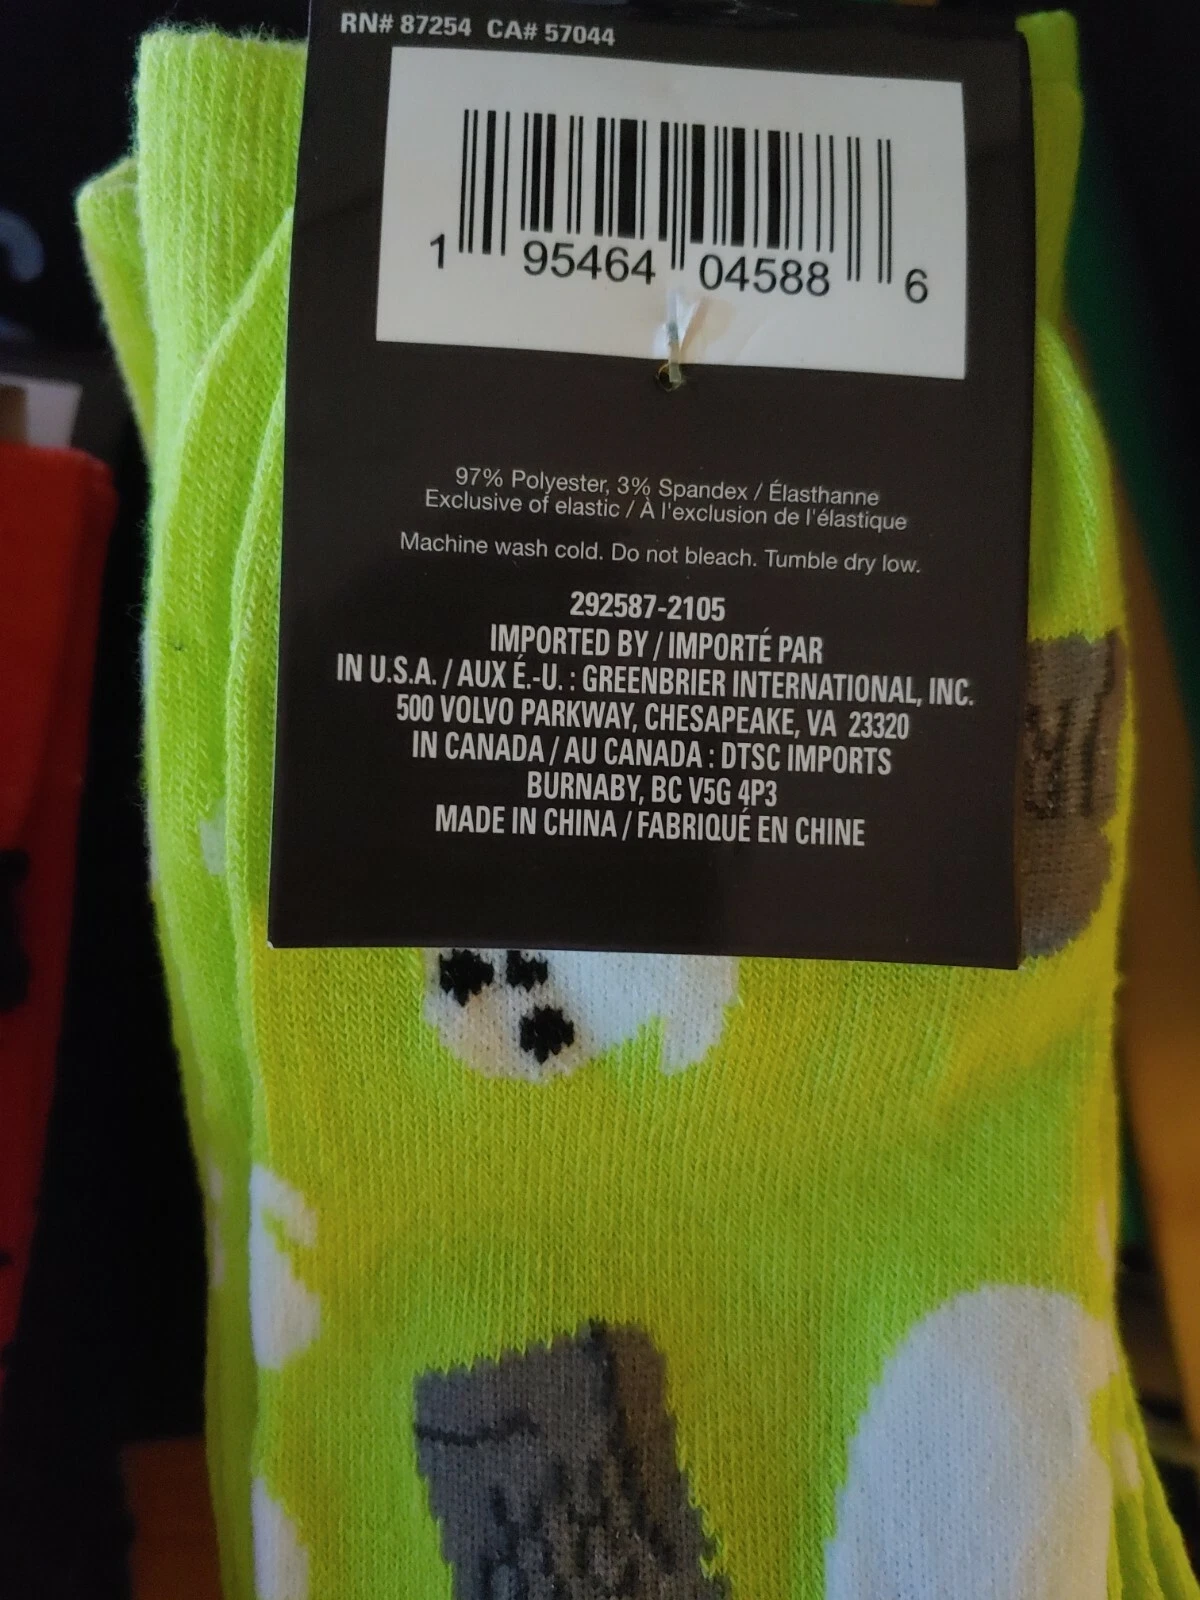 RN# 87254 CA# 57044
1 95464 04588 6
97% Polyester, 3% Spandex / Élasthanne
Exclusive of elastic / À l'exclusion de l'élastique
Machine wash cold. Do not bleach. Tumble dry low.
292587-2105
IMPORTED BY / IMPORTÉ PAR
IN U.S.A. / AUX É.-U. : GREENBRIER INTERNATIONAL, INC.
500 VOLVO PARKWAY, CHESAPEAKE, VA 23320
IN CANADA / AU CANADA : DTSC IMPORTS
BURNABY, BC V5G 4P3
MADE IN CHINA / FABRIQUÉ EN CHINE